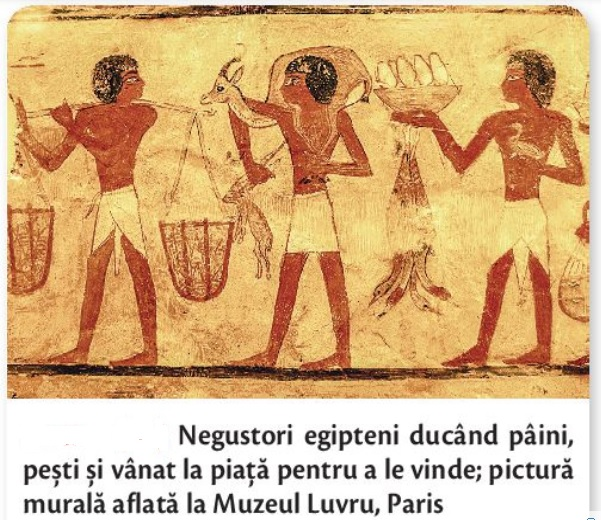 Negustori egipteni ducând pâini,
pești și vânat la piață pentru a le vinde; pictură
murală aflată la Muzeul Luvru, Paris